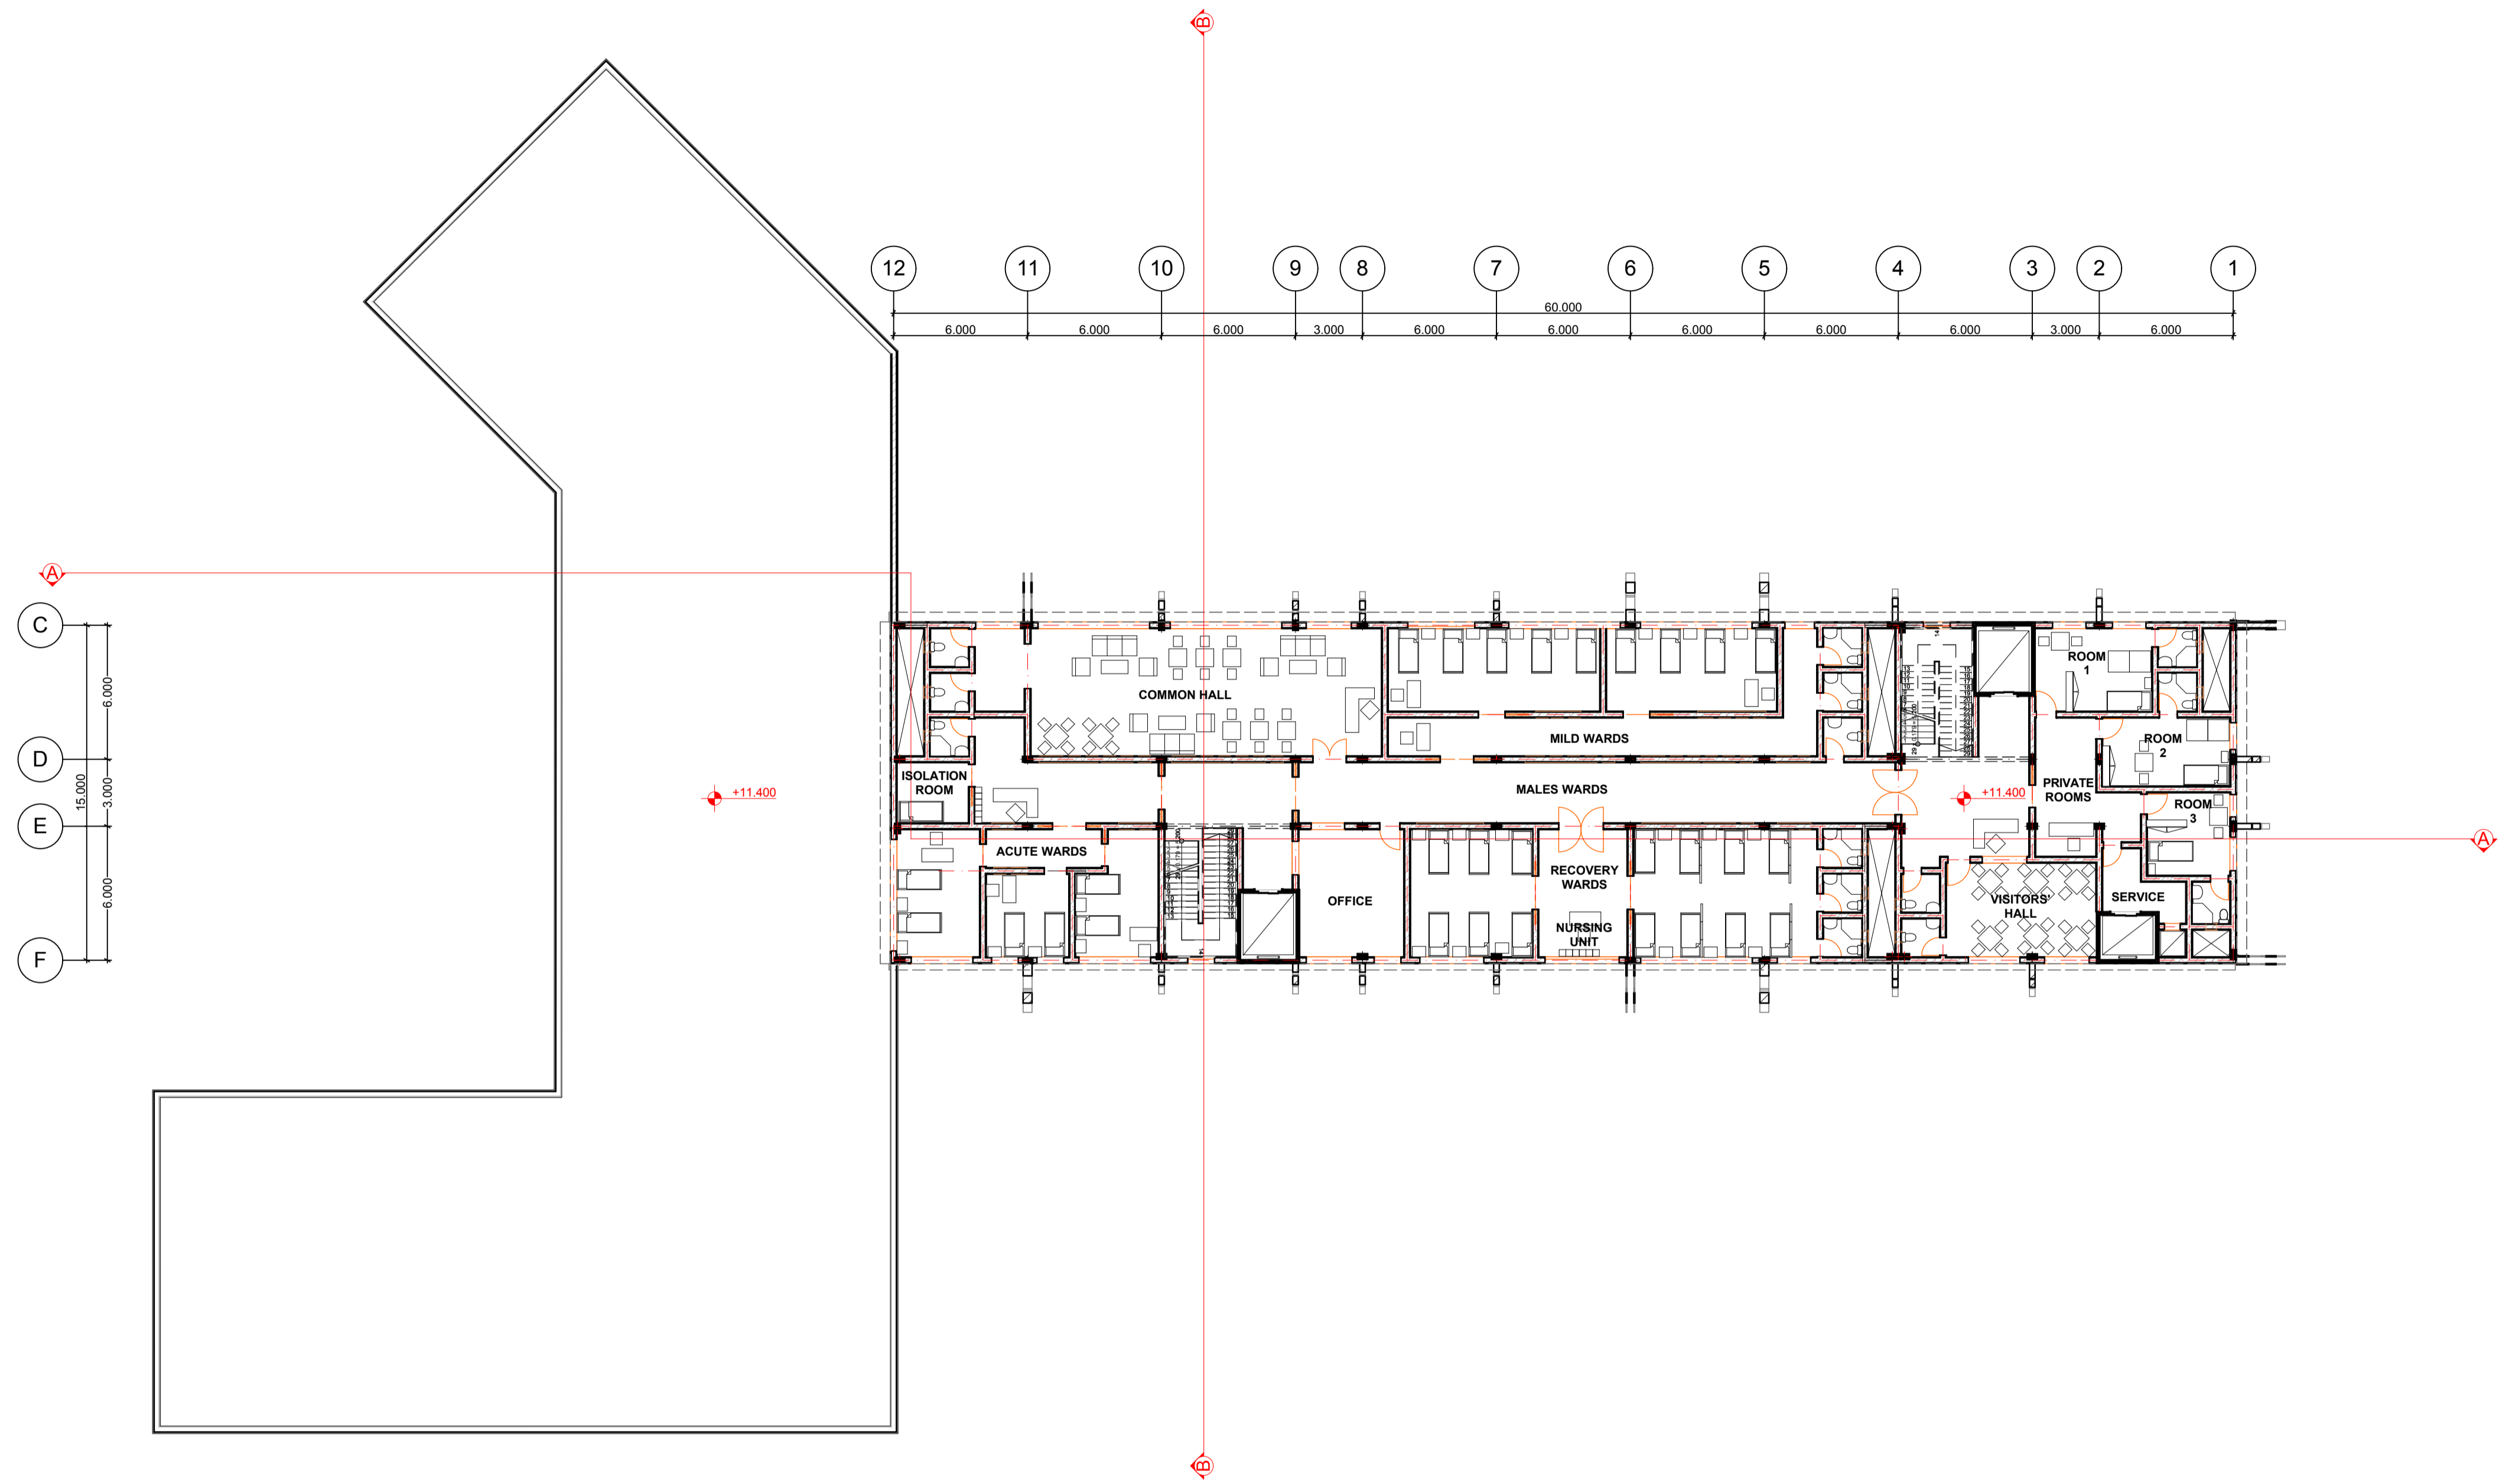 B
12 11 10 9 8 7 6 5 4 3 2 1
60.000
6.000 6.000 6.000 3.000 6.000 6.000 6.000 6.000 6.000 3.000 6.000
A
C
D
E
F
6.000
3.000
6.000
15.000
COMMON HALL
MILD WARDS
MALES WARDS
ISOLATION
ROOM
+11.400
ACUTE WARDS
OFFICE
RECOVERY
WARDS
NURSING
UNIT
ROOM
1
ROOM
2
PRIVATE
ROOMS
+11.400
ROOM
3
VISITORS'
HALL
SERVICE
A
14
B